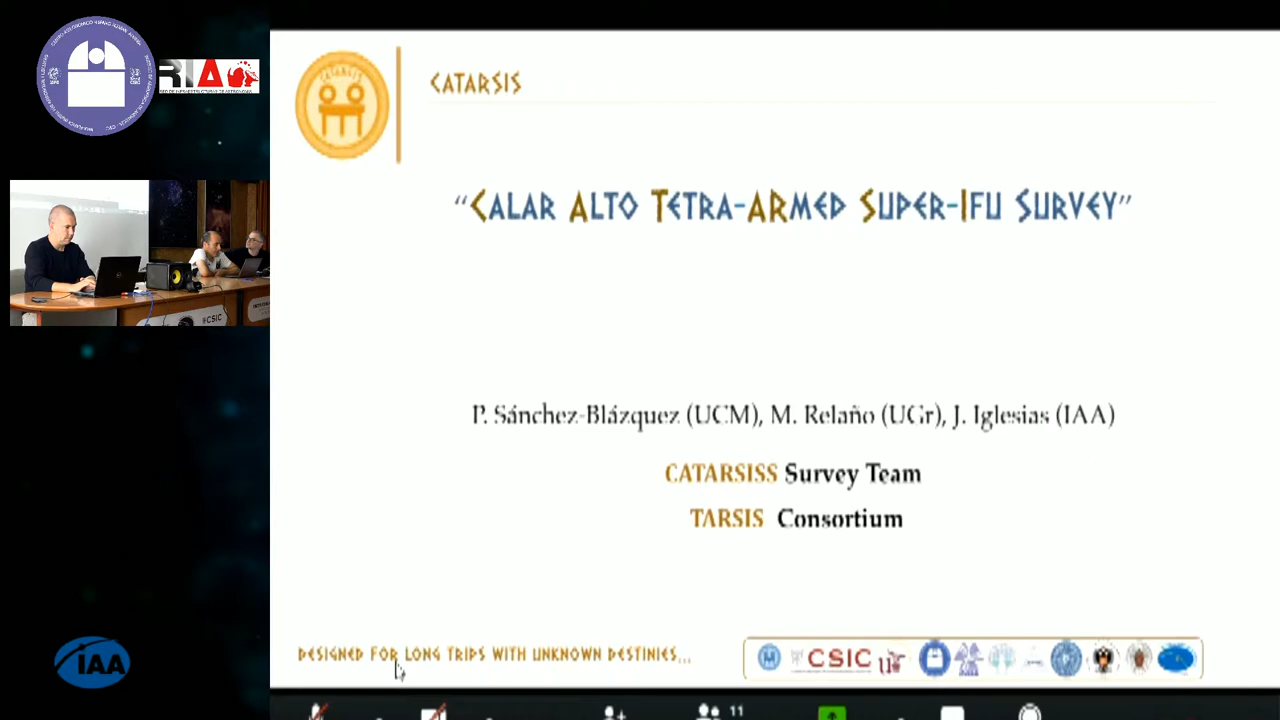 RIA
CATARSIS
“CALAR ALTO TETRA-ARMED SUPER-IFU SURVEY”
P. Sánchez-Blázquez (UCM), M. Relaño (UGr), J. Iglesias (IAA)
CATARSISS Survey Team
TARSIS Consortium
DESIGNED FOR LONG TRIPS WITH UNKNOWN DESTINIES...
CSIC
CSIC
IAA
11